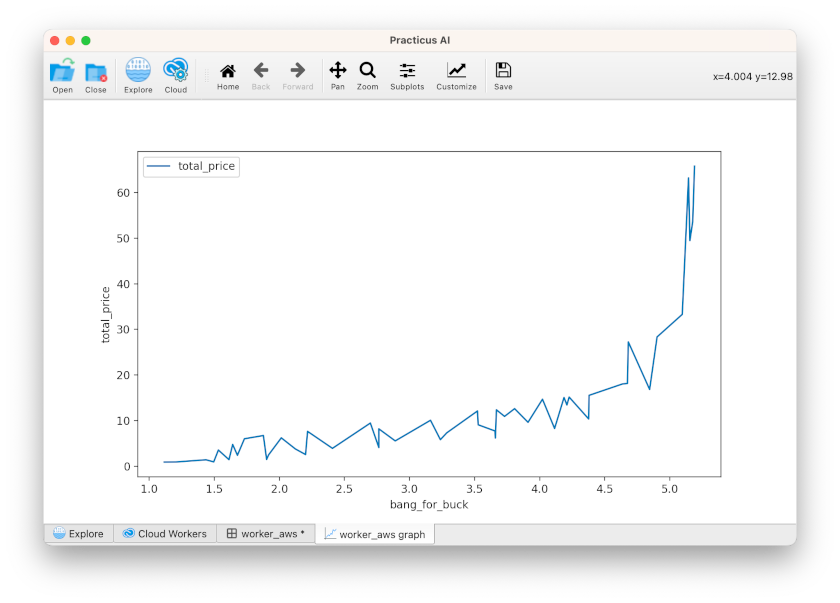 Practicus AI
Open Close Explore Cloud Home Back Forward Pan Zoom Subplots Customize Save x=4.004 y=12.98
total_price
60
50
40
30
20
10
0
total_price
1.0 1.5 2.0 2.5 3.0 3.5 4.0 4.5 5.0
bang_for_buck
Explore Cloud Workers worker_aws * worker_aws graph